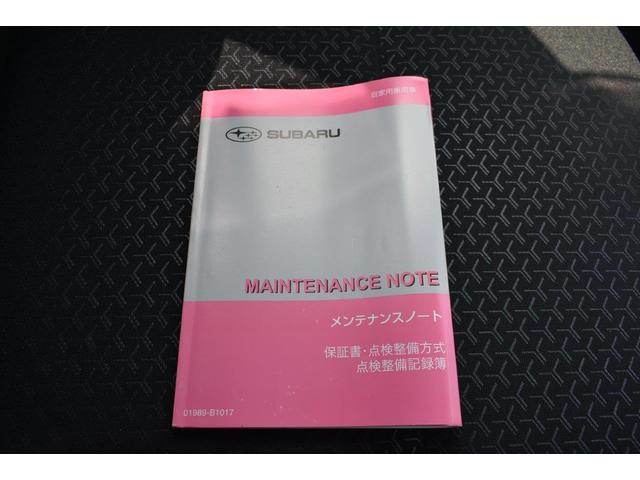 自家用乗用車
SUBARU
MAINTENANCE NOTE
メンテナンスノート
保証書・点検整備方式
点検整備記録簿
01989-B1017